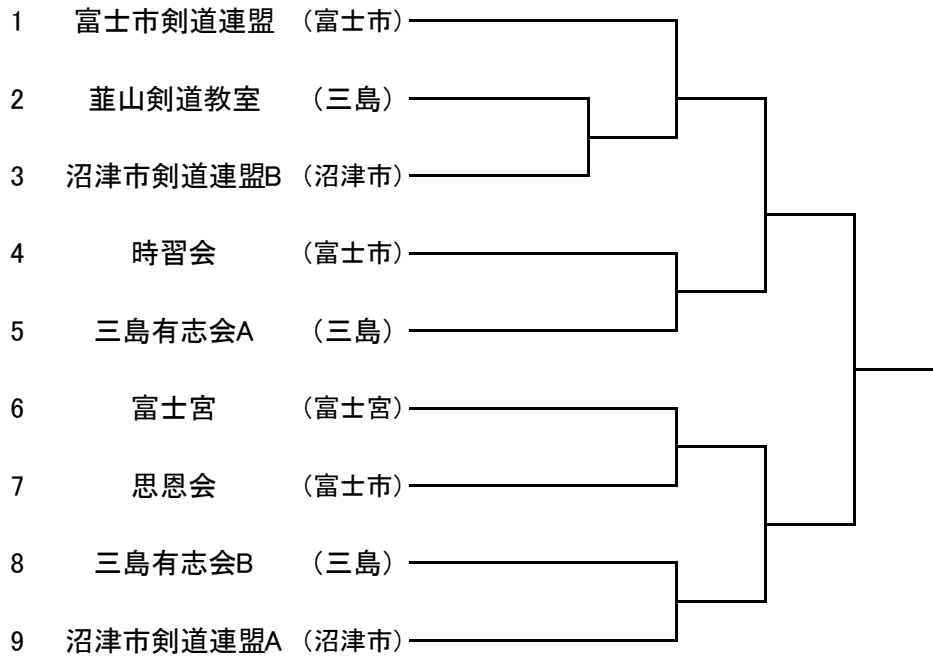 1 富士市剣道連盟 （富士市）
2 韮山剣道教室 （三島）
3 沼津市剣道連盟B （沼津市）
4 時習会 （富士市）
5 三島有志会A （三島）
6 富士宮 （富士宮）
7 思恩会 （富士市）
8 三島有志会B （三島）
9 沼津市剣道連盟A （沼津市）